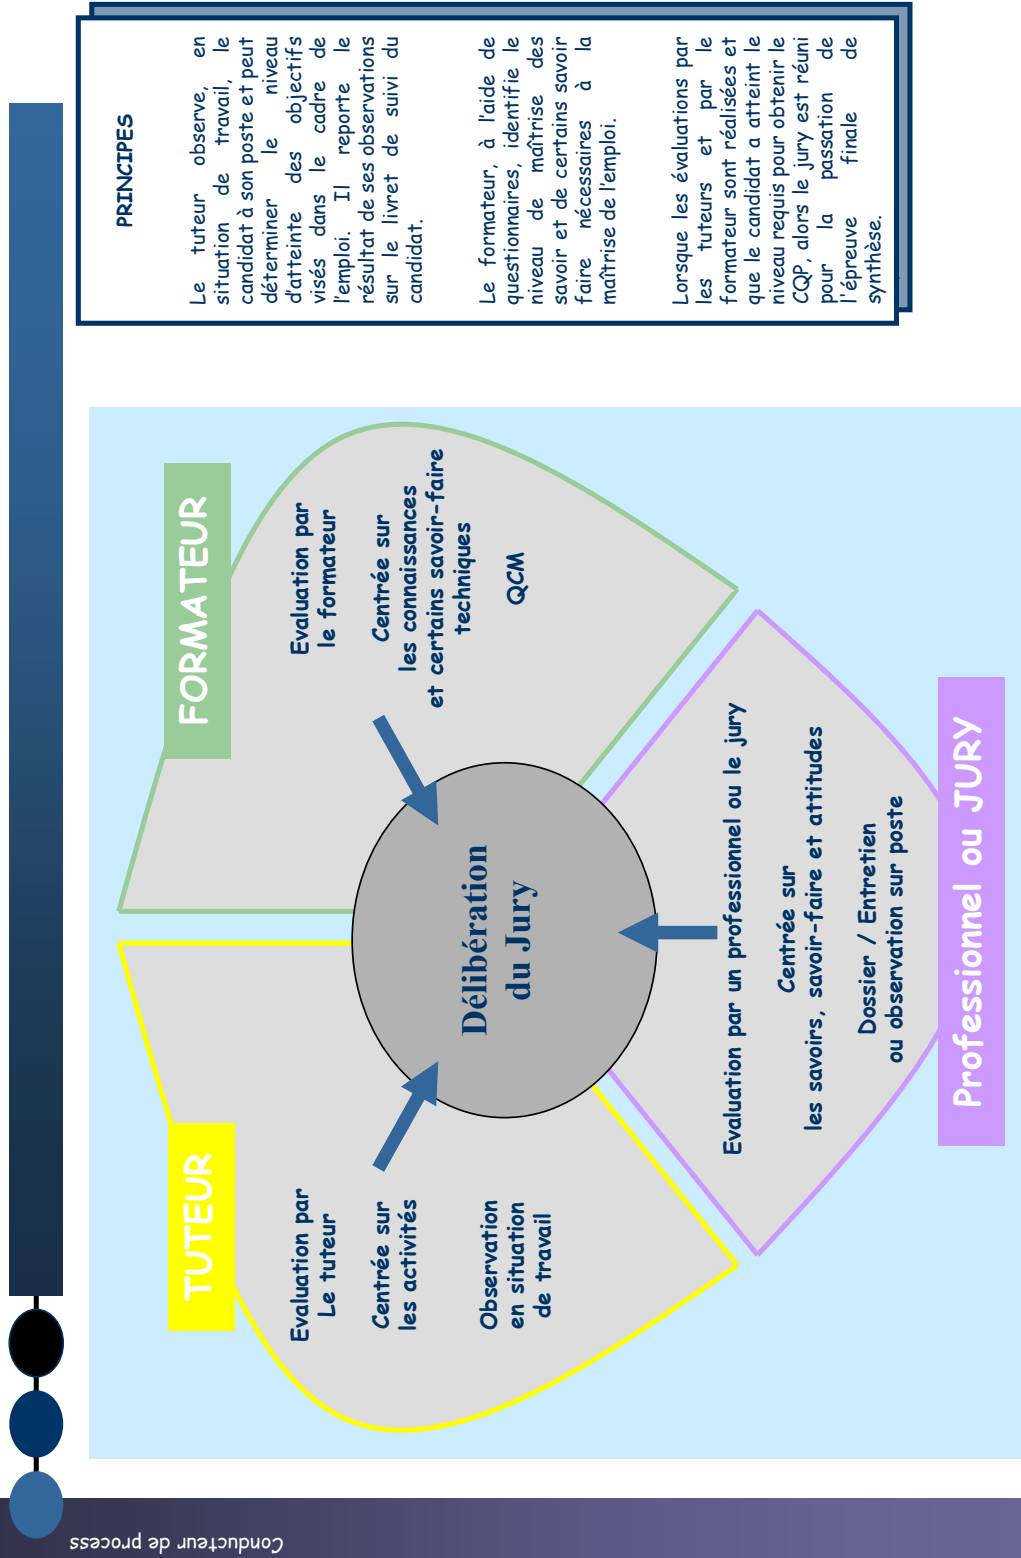 Conducteur de process
TUTEUR
Evaluation par
Le tuteur
Centrée sur
les activités
Observation
en situation
de travail
FORMATEUR
Evaluation par
le formateur
Centrée sur
les connaissances
et certains savoir-faire
techniques
QCM
Délibération
du Jury
Evaluation par un professionnel ou le jury
Centrée sur
les savoirs, savoir-faire et attitudes
Dossier / Entretien
ou observation sur poste
Professionnel ou JURY
PRINCIPES
Le tuteur observe, en
situation de travail, le
candidat à son poste et peut
déterminer le niveau
d'atteinte des objectifs
visés dans le cadre de
l'emploi. Il reporte le
résultat de ses observations
sur le livret de suivi du
candidat.
Le formateur, à l'aide de
questionnaires, identifie le
niveau de maîtrise des
savoir et de certains savoir
faire nécessaires à la
maîtrise de l'emploi.
Lorsque les évaluations par
les tuteurs et par le
formateur sont réalisées et
que le candidat a atteint le
niveau requis pour obtenir le
CQP, alors le jury est réuni
pour la passation de
l'épreuve finale de
synthèse.